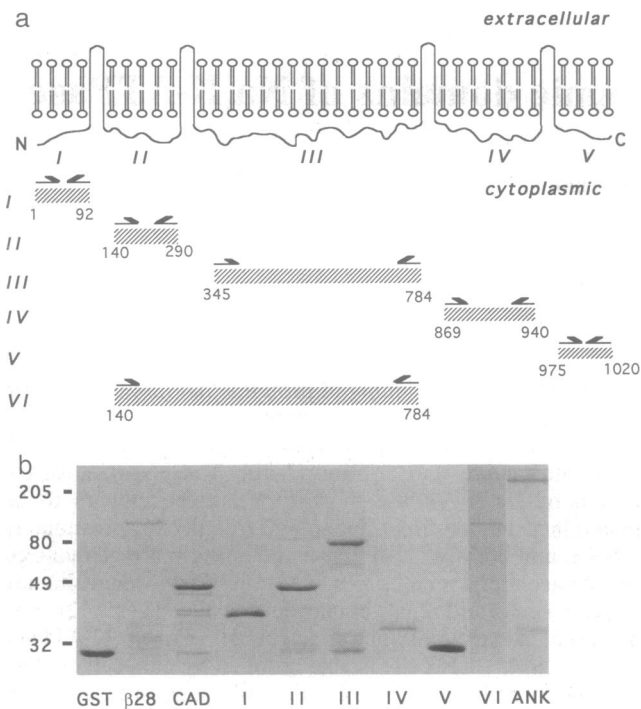 a
extracellular
N
C
I II III IV V
cytoplasmic
I
1 92
II
140 290
III
345 784
IV
869 940
V
975 1020
VI
140 784
b
205
80
49
32
GST β28 CAD I II III IV V VI ANK